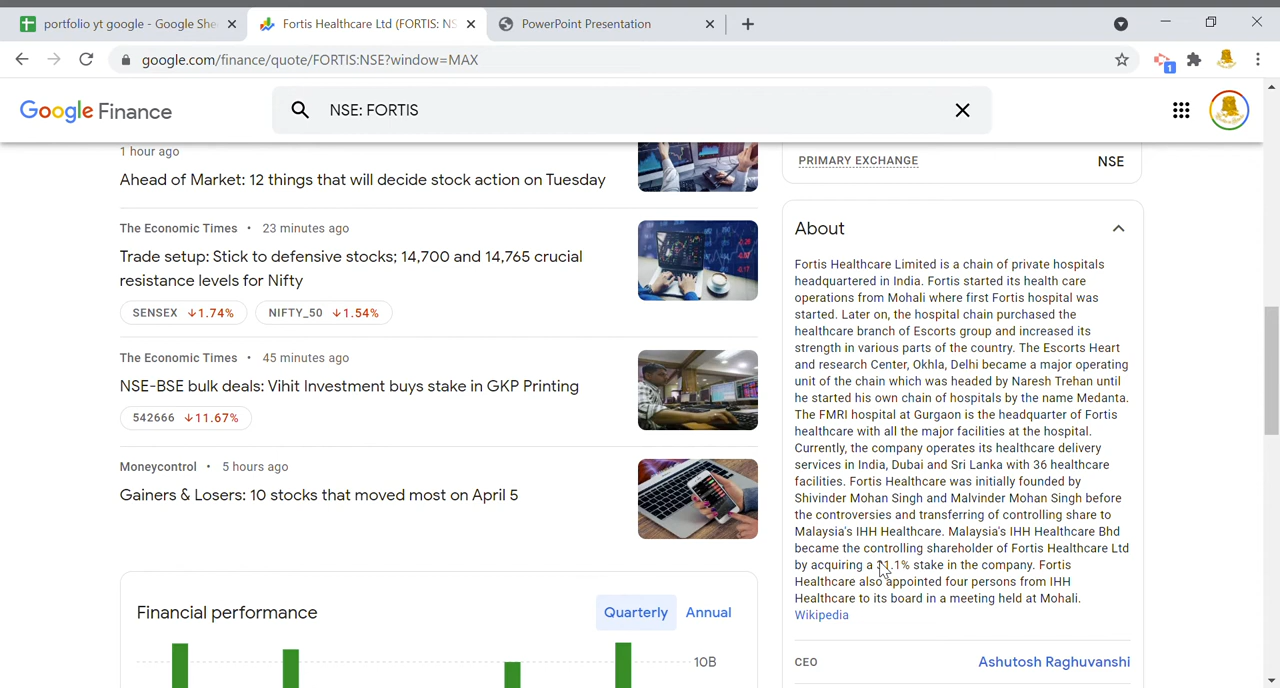 portfolio yt google - Google She
Fortis Healthcare Ltd (FORTIS: NS
PowerPoint Presentation
google.com/finance/quote/FORTIS:NSE?window=MAX
1
Google Finance
NSE: FORTIS
1 hour ago
Ahead of Market: 12 things that will decide stock action on Tuesday
The Economic Times • 23 minutes ago
Trade setup: Stick to defensive stocks; 14,700 and 14,765 crucial
resistance levels for Nifty
SENSEX ↓1.74%
NIFTY_50 ↓1.54%
The Economic Times • 45 minutes ago
NSE-BSE bulk deals: Vihit Investment buys stake in GKP Printing
542666 ↓11.67%
Moneycontrol • 5 hours ago
Gainers & Losers: 10 stocks that moved most on April 5
Financial performance
Quarterly
Annual
10B
PRIMARY EXCHANGE
NSE
About
Fortis Healthcare Limited is a chain of private hospitals
headquartered in India. Fortis started its health care
operations from Mohali where first Fortis hospital was
started. Later on, the hospital chain purchased the
healthcare branch of Escorts group and increased its
strength in various parts of the country. The Escorts Heart
and research Center, Okhla, Delhi became a major operating
unit of the chain which was headed by Naresh Trehan until
he started his own chain of hospitals by the name Medanta.
The FMRI hospital at Gurgaon is the headquarter of Fortis
healthcare with all the major facilities at the hospital.
Currently, the company operates its healthcare delivery
services in India, Dubai and Sri Lanka with 36 healthcare
facilities. Fortis Healthcare was initially founded by
Shivinder Mohan Singh and Malvinder Mohan Singh before
the controversies and transferring of controlling share to
Malaysia's IHH Healthcare. Malaysia's IHH Healthcare Bhd
became the controlling shareholder of Fortis Healthcare Ltd
by acquiring a stake in the company. Fortis
Healthcare also appointed four persons from IHH
Healthcare to its board in a meeting held at Mohali.
Wikipedia
CEO
Ashutosh Raghuvanshi